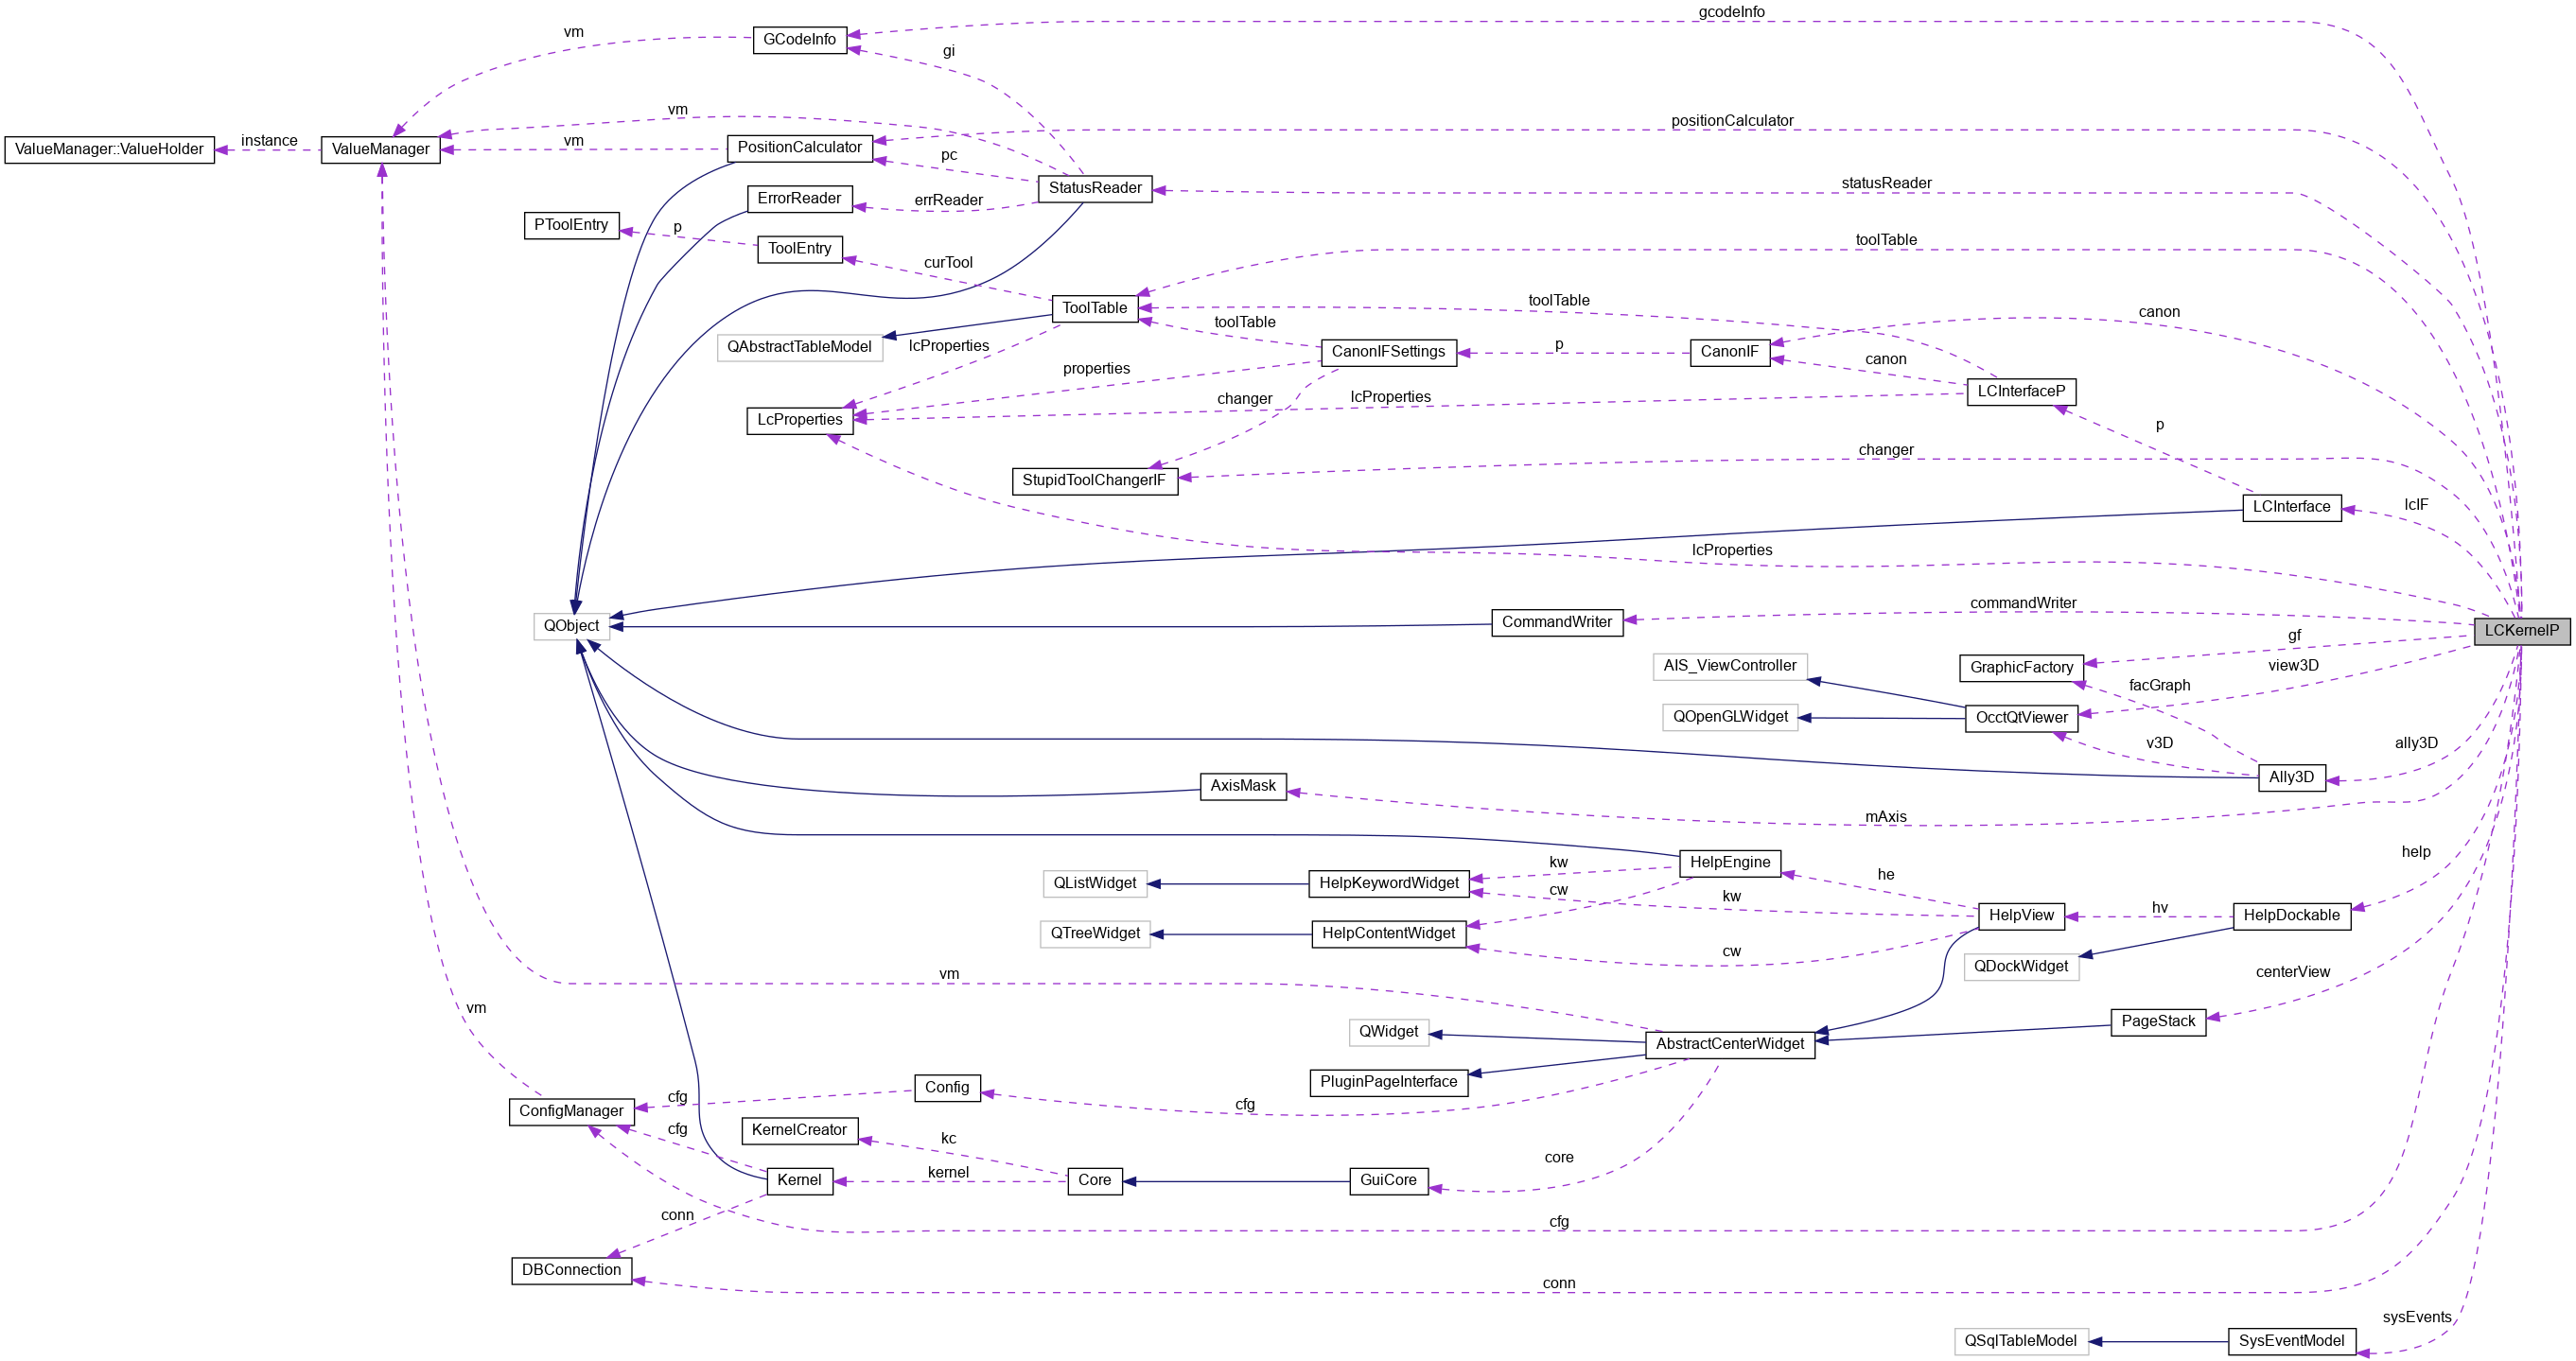 gcodeInfo
vm
GCodeInfo
gi
vm
positionCalculator
ValueManager::ValueHolder
instance
ValueManager
vm
PositionCalculator
pc
StatusReader
statusReader
ErrorReader
errReader
PToolEntry
p
ToolEntry
toolTable
curTool
ToolTable
toolTable
canon
toolTable
QAbstractTableModel
lcProperties
CanonIFSettings
p
CanonIF
canon
properties
LCInterfaceP
changer
lcProperties
LcProperties
p
changer
StupidToolChangerIF
LCInterface
lcIF
lcProperties
commandWriter
QObject
CommandWriter
LCKernelP
gf
AIS_ViewController
GraphicFactory
view3D
facGraph
QOpenGLWidget
OcctQtViewer
v3D
ally3D
Ally3D
AxisMask
mAxis
help
HelpEngine
kw
QListWidget
HelpKeywordWidget
cw
he
kw
hv
HelpView
HelpDockable
QTreeWidget
HelpContentWidget
cw
QDockWidget
vm
centerView
vm
QWidget
PageStack
AbstractCenterWidget
PluginPageInterface
Config
cfg
cfg
ConfigManager
cfg
KernelCreator
kc
core
kernel
Kernel
Core
GuiCore
conn
cfg
DBConnection
conn
sysEvents
QSqlTableModel
SysEventModel